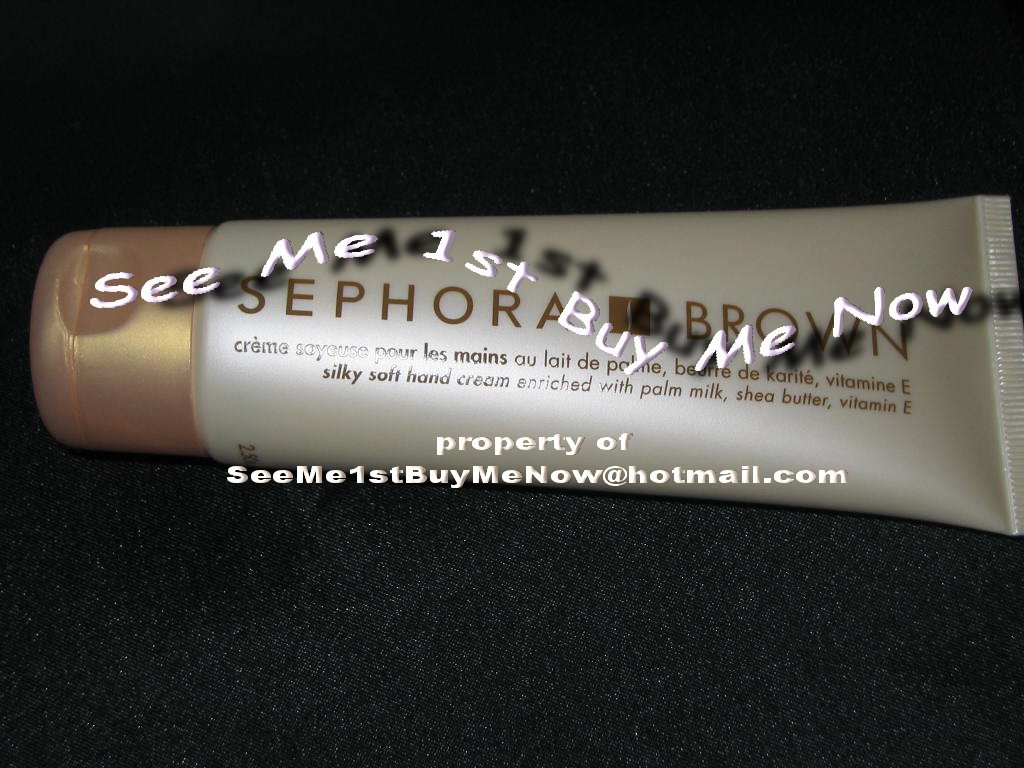 See Me 1st Buy Me Now
SEPHORA BROWN
crème soyeuse pour les mains au lait de palme, beurre de karité, vitamine E
silky soft hand cream enriched with palm milk, shea butter, vitamin E
property of
SeeMe1stBuyMeNow@hotmail.com